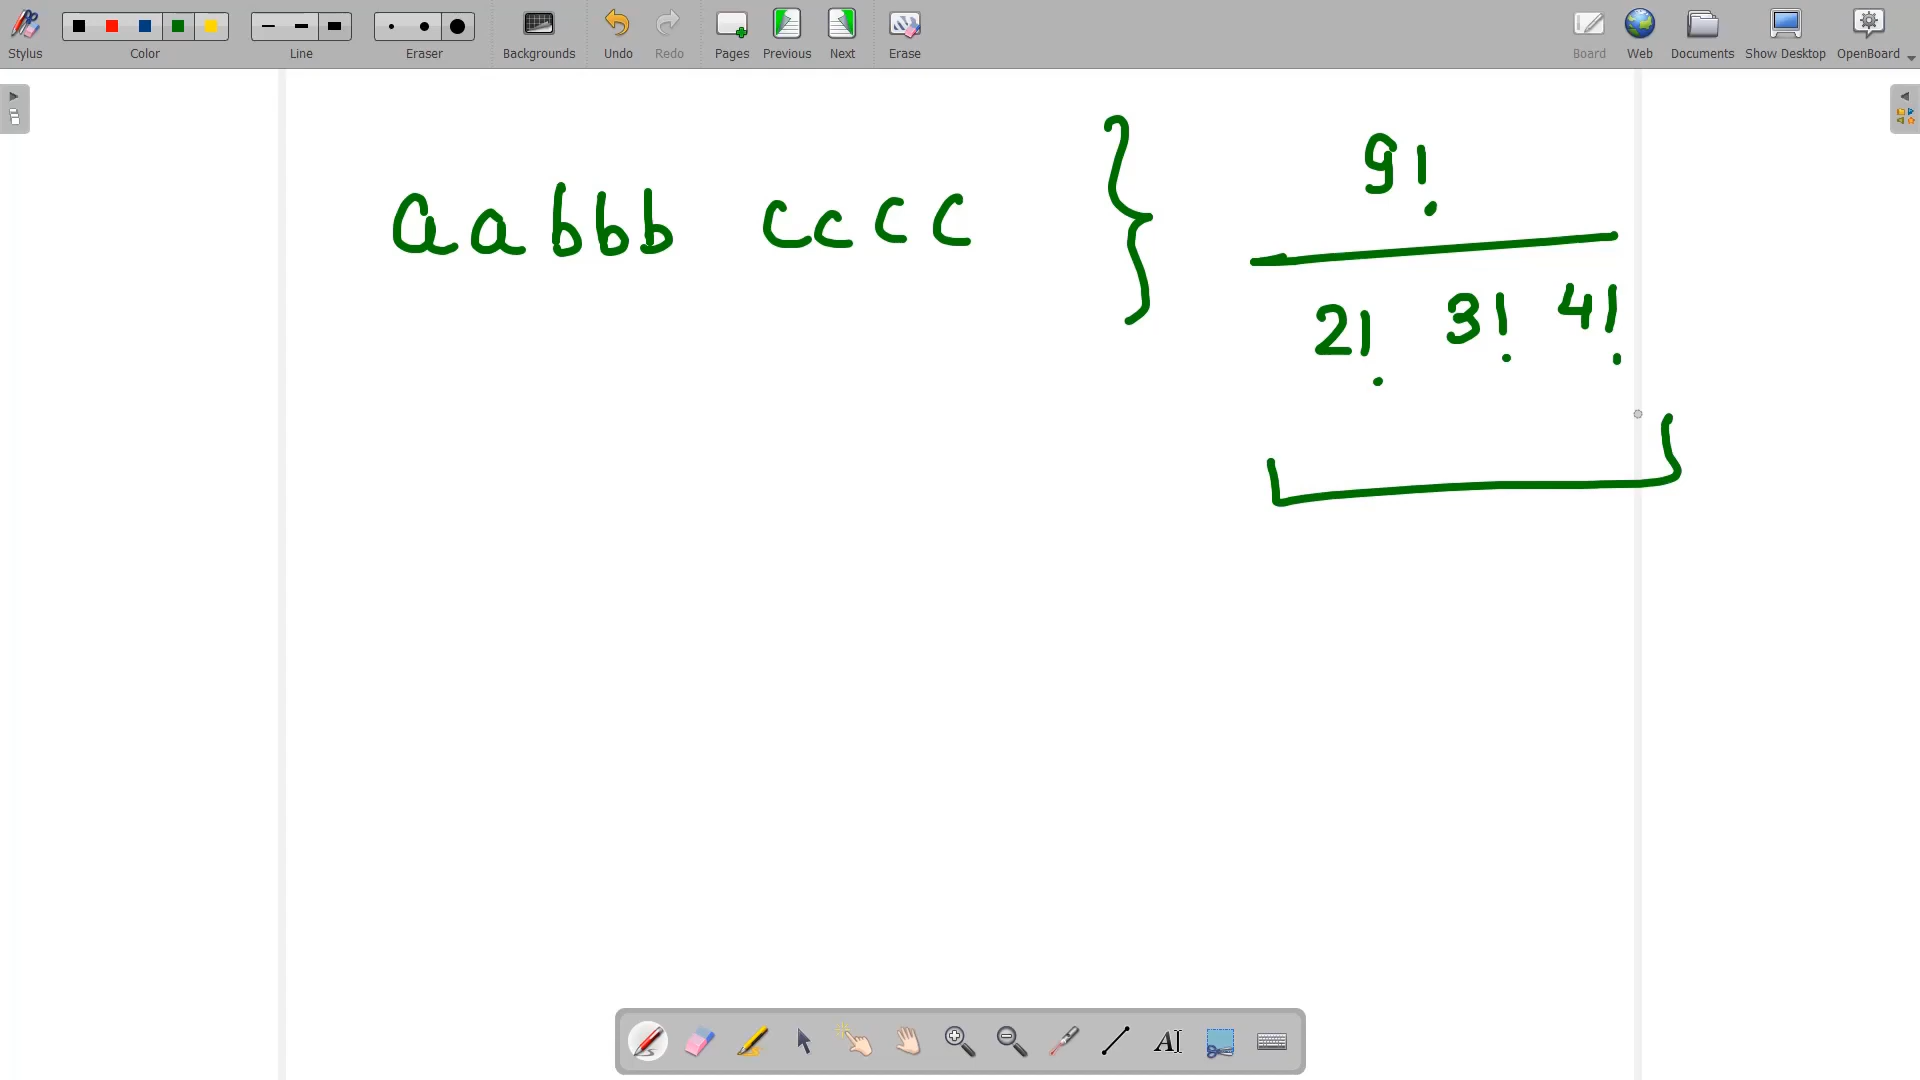 Stylus Color Line Eraser Backgrounds Undo Redo Pages Previous Next Erase Board Web Documents Show Desktop OpenBoard
aabbb cccc } 9!
2! 3! 4!